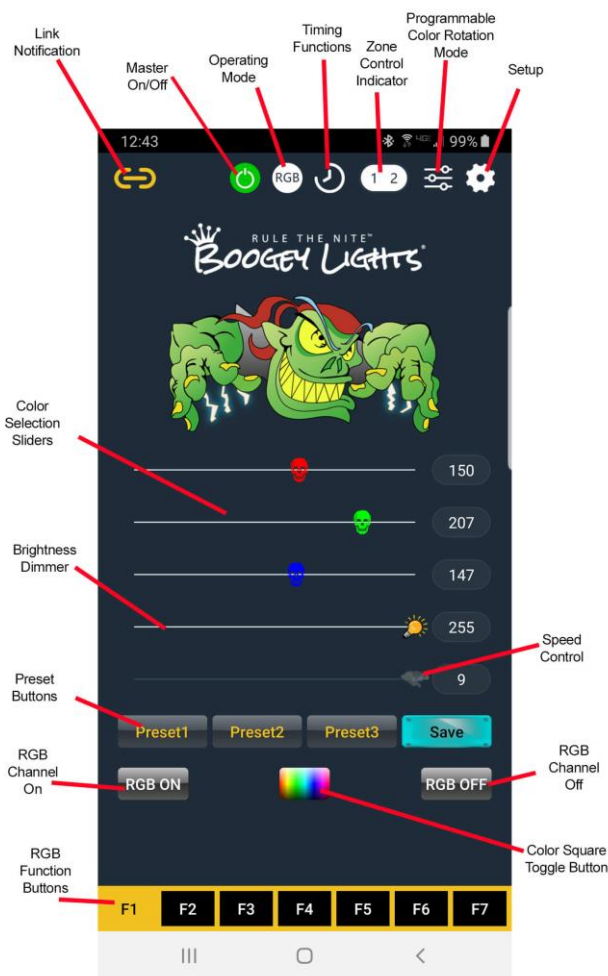 Link
Notification
Master
On/Off
Operating
Mode
Timing
Functions
Zone
Control
Indicator
Programmable
Color Rotation
Mode
Setup
12:43
4GE
99%
RGB
1 2
RULE THE NITE™
BOOGEY LIGHTS®
Color
Selection
Sliders
150
207
147
Brightness
Dimmer
255
Speed
Control
9
Preset
Buttons
Preset1 Preset2 Preset3 Save
RGB
Channel
On
RGB ON
RGB OFF
RGB
Channel
Off
Color Square
Toggle Button
RGB
Function
Buttons
F1 F2 F3 F4 F5 F6 F7